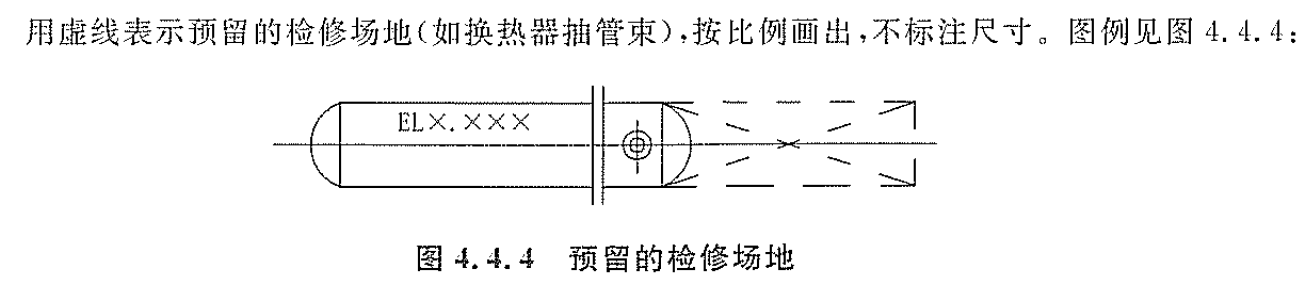 用虚线表示预留的检修场地(如换热器抽管束),按比例画出,不标注尺寸。图例见图 4.4.4:
EL×.×××
图 4.4.4 预留的检修场地